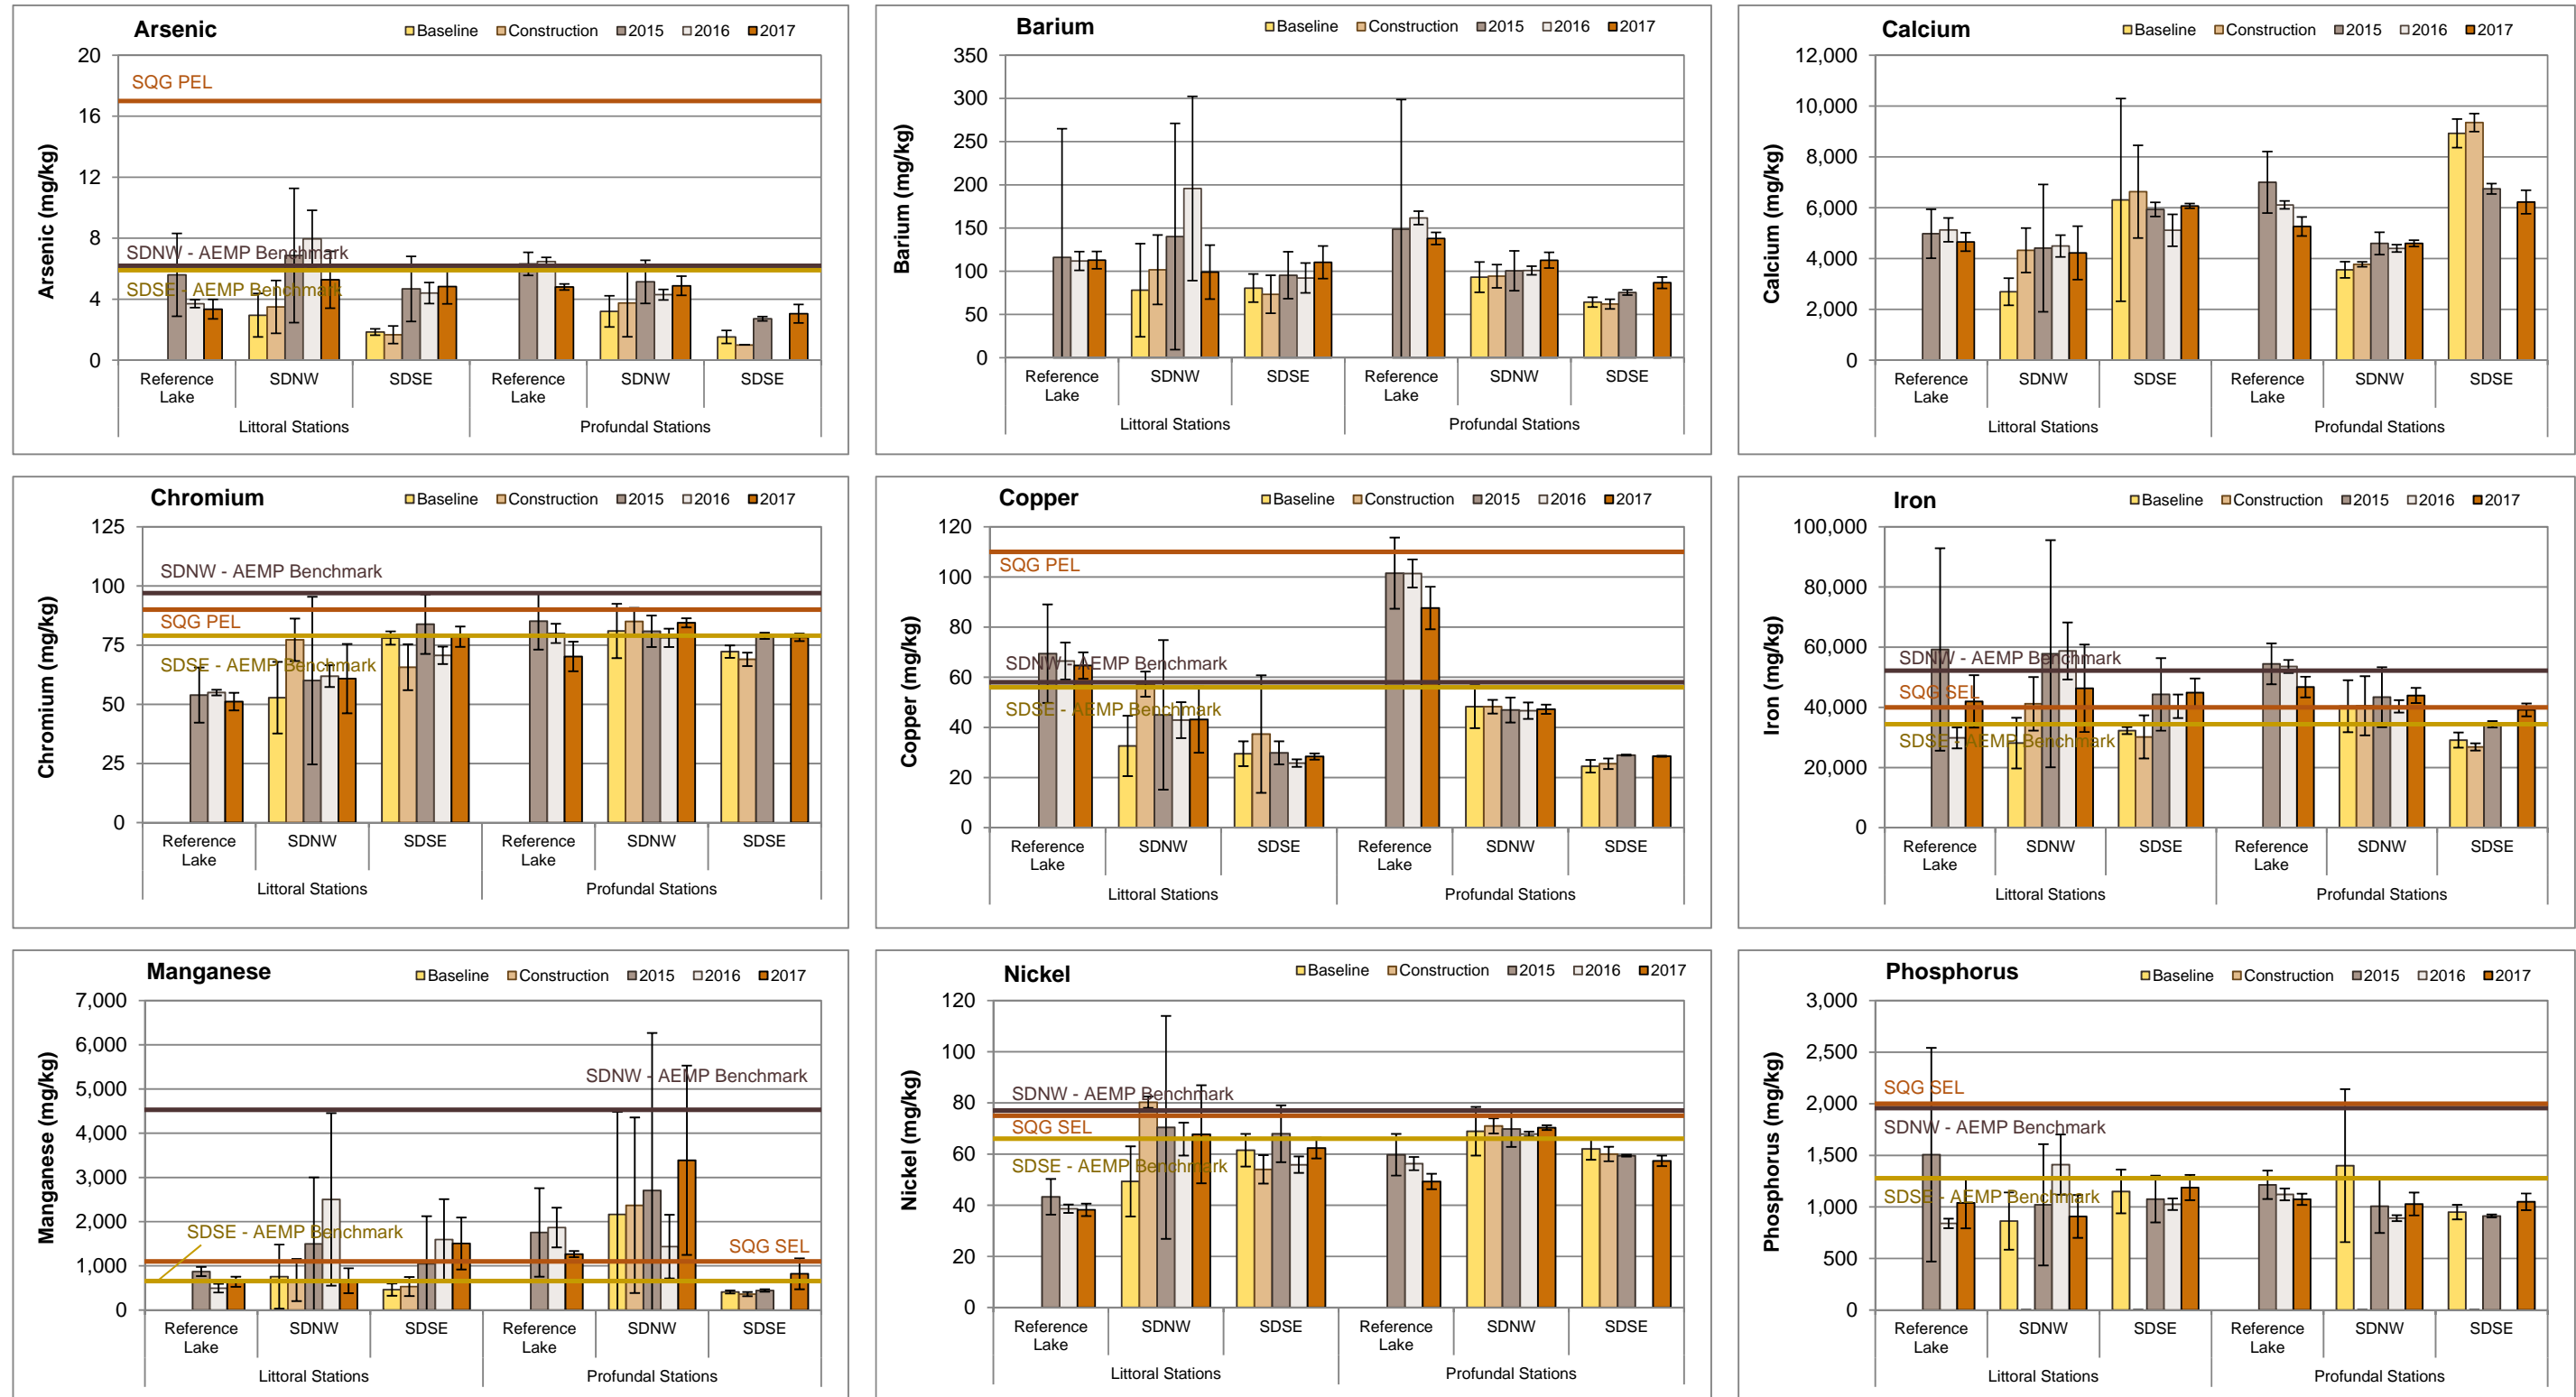 Arsenic
Baseline Construction 2015 2016 2017
Arsenic (mg/kg)
20
16
12
8
4
0
SQG PEL
SDNW - AEMP Benchmark
SDSE - AEMP Benchmark
Reference Lake SDNW SDSE Reference Lake SDNW SDSE
Littoral Stations Profundal Stations
Barium
Baseline Construction 2015 2016 2017
Barium (mg/kg)
350
300
250
200
150
100
50
0
Reference Lake SDNW SDSE Reference Lake SDNW SDSE
Littoral Stations Profundal Stations
Calcium
Baseline Construction 2015 2016 2017
Calcium (mg/kg)
12,000
10,000
8,000
6,000
4,000
2,000
0
Reference Lake SDNW SDSE Reference Lake SDNW SDSE
Littoral Stations Profundal Stations
Chromium
Baseline Construction 2015 2016 2017
Chromium (mg/kg)
125
100
75
50
25
0
SDNW - AEMP Benchmark
SQG PEL
SDSE - AEMP Benchmark
Reference Lake SDNW SDSE Reference Lake SDNW SDSE
Littoral Stations Profundal Stations
Copper
Baseline Construction 2015 2016 2017
Copper (mg/kg)
120
100
80
60
40
20
0
SQG PEL
SDNW - AEMP Benchmark
SDSE - AEMP Benchmark
Reference Lake SDNW SDSE Reference Lake SDNW SDSE
Littoral Stations Profundal Stations
Iron
Baseline Construction 2015 2016 2017
Iron (mg/kg)
100,000
80,000
60,000
40,000
20,000
0
SDNW - AEMP Benchmark
SQG SEL
SDSE - AEMP Benchmark
Reference Lake SDNW SDSE Reference Lake SDNW SDSE
Littoral Stations Profundal Stations
Manganese
Baseline Construction 2015 2016 2017
Manganese (mg/kg)
7,000
6,000
5,000
4,000
3,000
2,000
1,000
0
SDNW - AEMP Benchmark
SDSE - AEMP Benchmark
SQG SEL
Reference Lake SDNW SDSE Reference Lake SDNW SDSE
Littoral Stations Profundal Stations
Nickel
Baseline Construction 2015 2016 2017
Nickel (mg/kg)
120
100
80
60
40
20
0
SDNW - AEMP Benchmark
SQG SEL
SDSE - AEMP Benchmark
Reference Lake SDNW SDSE Reference Lake SDNW SDSE
Littoral Stations Profundal Stations
Phosphorus
Baseline Construction 2015 2016 2017
Phosphorus (mg/kg)
3,000
2,500
2,000
1,500
1,000
500
0
SQG SEL
SDNW - AEMP Benchmark
SDSE - AEMP Benchmark
Reference Lake SDNW SDSE Reference Lake SDNW SDSE
Littoral Stations Profundal Stations